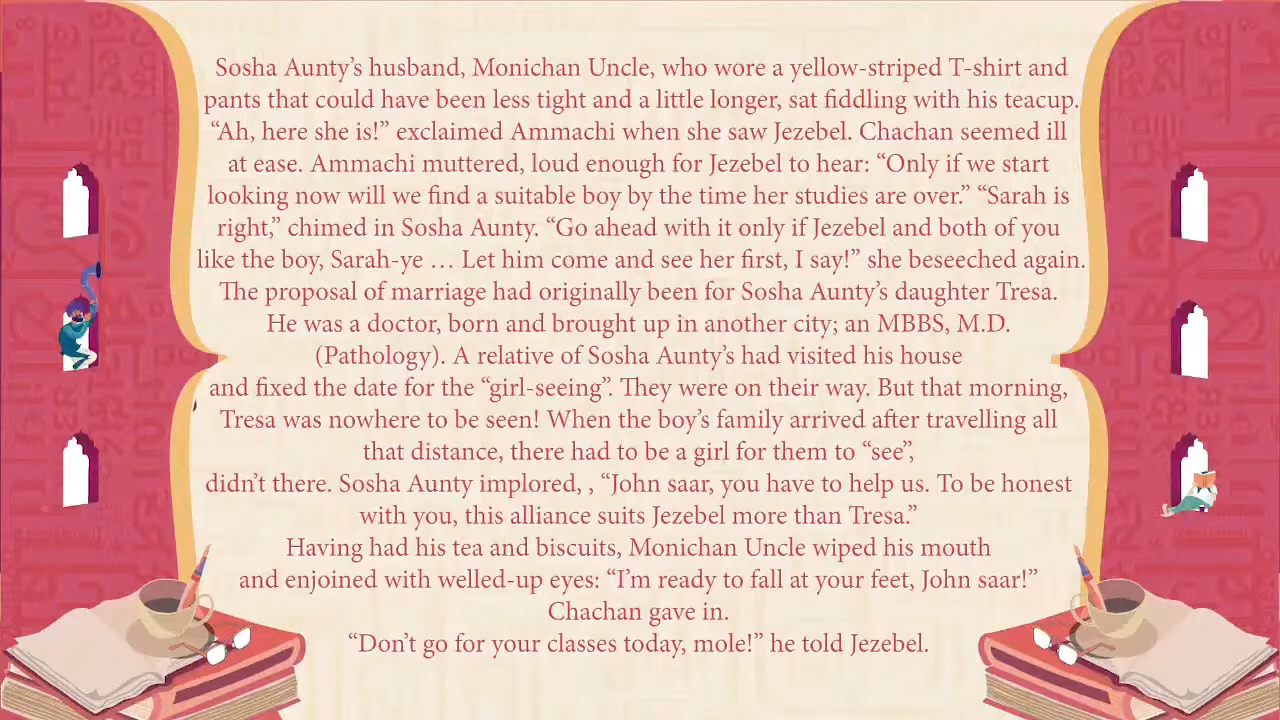 Sosha Aunty’s husband, Monichan Uncle, who wore a yellow-striped T-shirt and
pants that could have been less tight and a little longer, sat fiddling with his teacup.
“Ah, here she is!” exclaimed Ammachi when she saw Jezebel. Chachan seemed ill
at ease. Ammachi muttered, loud enough for Jezebel to hear: “Only if we start
looking now will we find a suitable boy by the time her studies are over.” “Sarah is
right,” chimed in Sosha Aunty. “Go ahead with it only if Jezebel and both of you
like the boy, Sarah-ye … Let him come and see her first, I say!” she beseeched again.
The proposal of marriage had originally been for Sosha Aunty’s daughter Tresa.
He was a doctor, born and brought up in another city; an MBBS, M.D.
(Pathology). A relative of Sosha Aunty’s had visited his house
and fixed the date for the “girl-seeing”. They were on their way. But that morning,
Tresa was nowhere to be seen! When the boy’s family arrived after travelling all
that distance, there had to be a girl for them to “see”,
didn’t there. Sosha Aunty implored, , “John saar, you have to help us. To be honest
with you, this alliance suits Jezebel more than Tresa.”
Having had his tea and biscuits, Monichan Uncle wiped his mouth
and enjoined with welled-up eyes: “I’m ready to fall at your feet, John saar!”
Chachan gave in.
“Don’t go for your classes today, mole!” he told Jezebel.